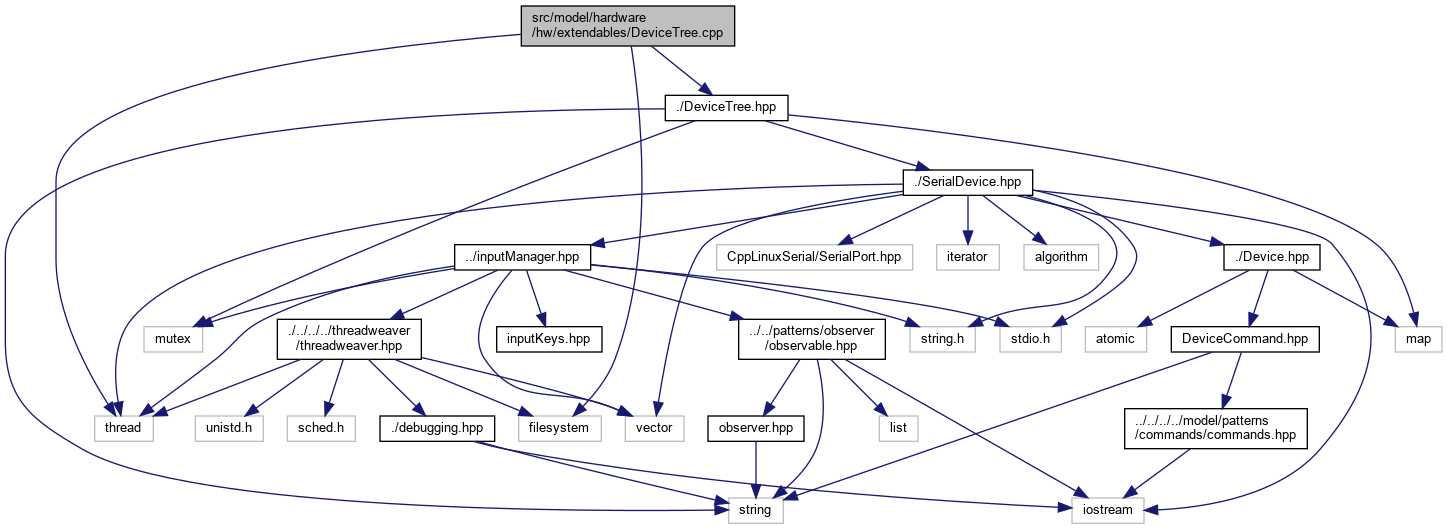 src/model/hardware
/hw/extendables/DeviceTree.cpp
./DeviceTree.hpp
./SerialDevice.hpp
../inputManager.hpp
CppLinuxSerial/SerialPort.hpp
iterator
algorithm
./Device.hpp
mutex
./../../../threadweaver
/threadweaver.hpp
inputKeys.hpp
../../patterns/observer
/observable.hpp
string.h
stdio.h
atomic
DeviceCommand.hpp
map
thread
unistd.h
sched.h
./debugging.hpp
filesystem
vector
observer.hpp
list
../../../../model/patterns
/commands/commands.hpp
string
iostream